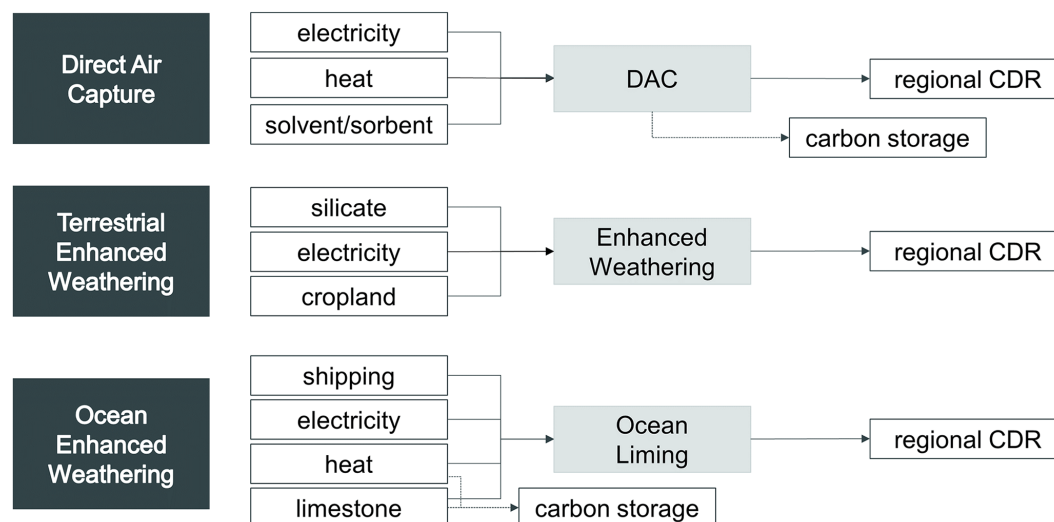 Direct Air
Capture
electricity
heat
solvent/sorbent
DAC
regional CDR
carbon storage
Terrestrial
Enhanced
Weathering
silicate
electricity
cropland
Enhanced
Weathering
regional CDR
Ocean
Enhanced
Weathering
shipping
electricity
heat
limestone
Ocean
Liming
regional CDR
carbon storage